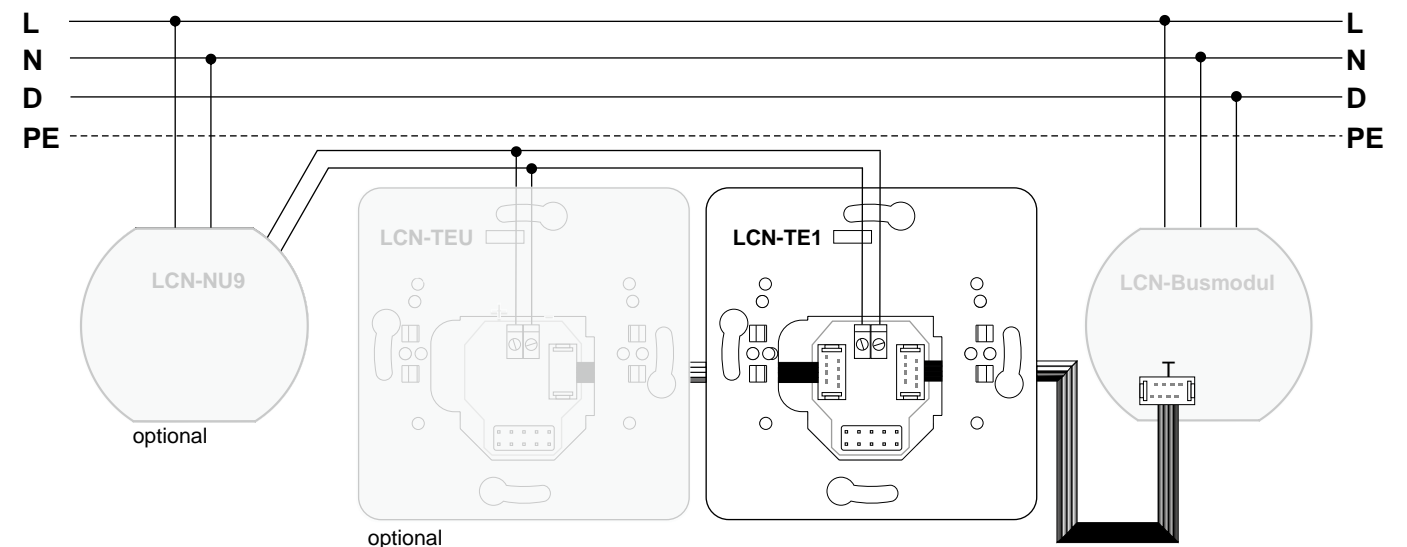 L L
N N
D D
PE PE
LCN-TEU LCN-TE1
LCN-NU9 LCN-Busmodul
T
optional
optional